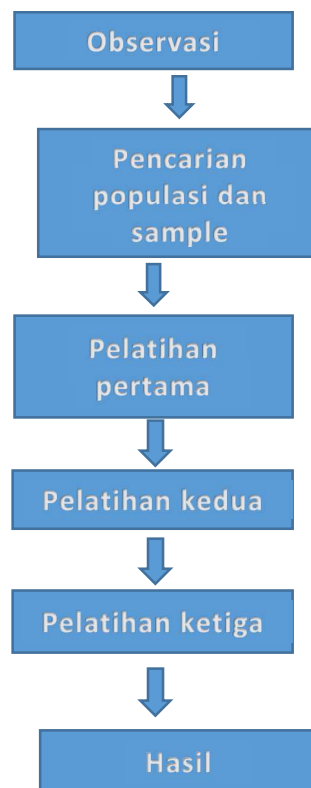 Observasi
Pencarian
populasi dan
sample
Pelatihan
pertama
Pelatihan kedua
Pelatihan ketiga
Hasil